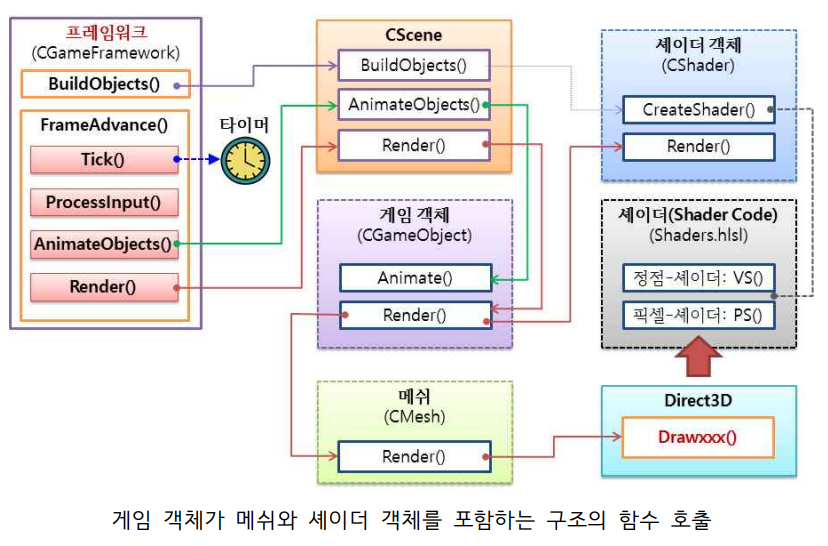 프레임워크
(CGameFramework)
BuildObjects()
FrameAdvance()
Tick()
ProcessInput()
AnimateObjects()
Render()
타이머
CScene
BuildObjects()
AnimateObjects()
Render()
게임 객체
(CGameObject)
Animate()
Render()
메쉬
(CMesh)
Render()
셰이더 객체
(CShader)
CreateShader()
Render()
셰이더(Shader Code)
(Shaders.hlsl)
정점-셰이더: VS()
픽셀-셰이더: PS()
Direct3D
Drawxxx()
게임 객체가 메쉬와 셰이더 객체를 포함하는 구조의 함수 호출